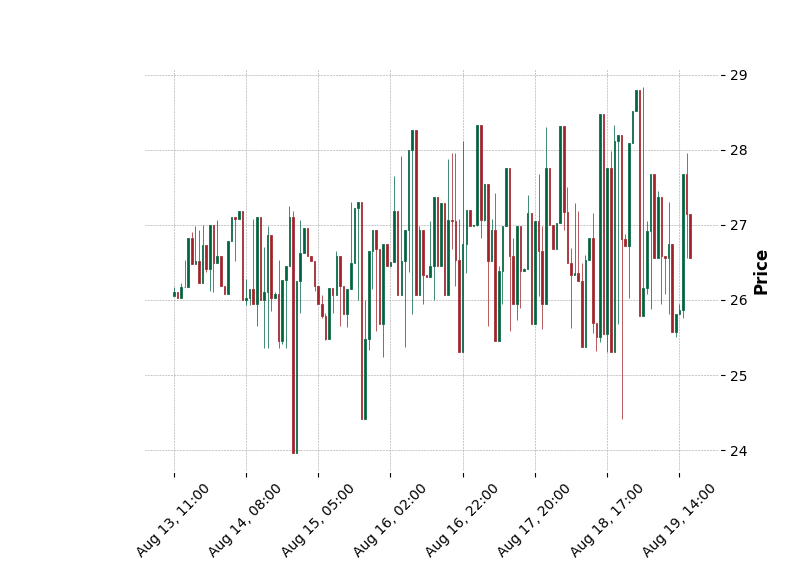 29
28
27
26
25
24
Price
Aug 13, 11:00
Aug 14, 08:00
Aug 15, 05:00
Aug 16, 02:00
Aug 16, 22:00
Aug 17, 20:00
Aug 18, 17:00
Aug 19, 14:00